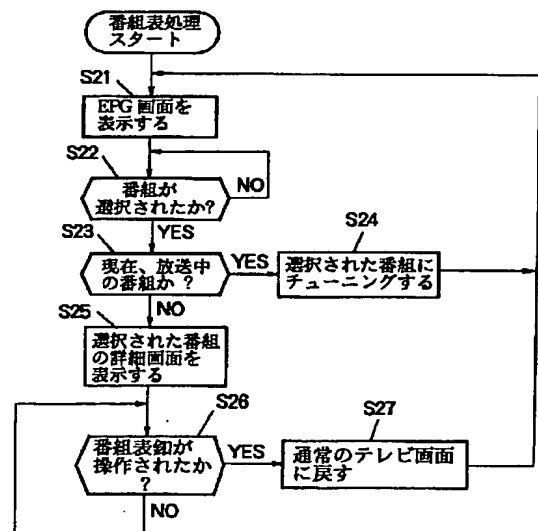 番組表処理
スタート
S21
EPG画面を
表示する
S22
番組が
選択されたか?
NO
YES
S23
現在、放送中
の番組か ?
YES
S24
選択された番組に
チューニングする
NO
S25
選択された番組
の詳細画面を
表示する
S26
番組表釦が
操作されたか
?
YES
S27
通常のテレビ画面
に戻す
NO